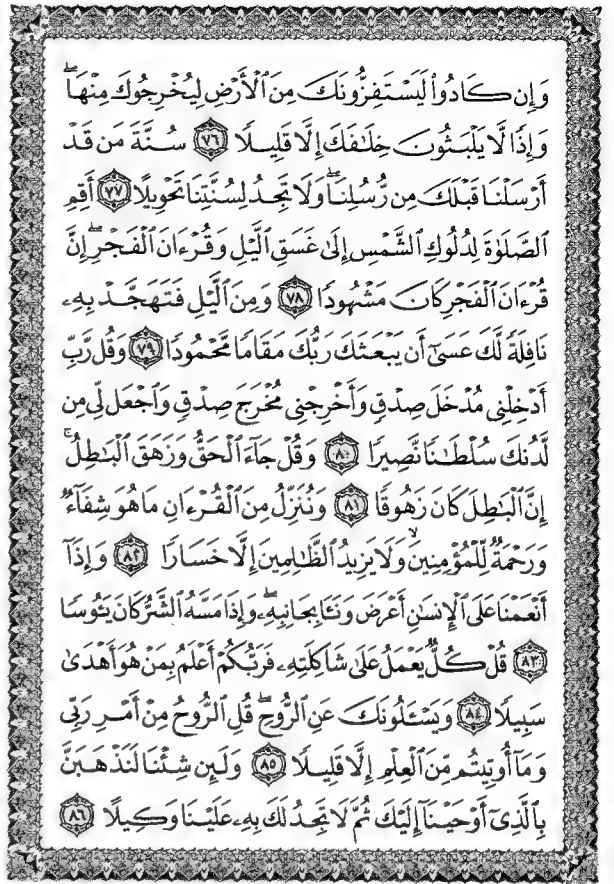 وَإِن كَادُوا۟ لَيَسْتَفِزُّونَكَ مِنَ ٱلْأَرْضِ لِيُخْرِجُوكَ مِنْهَا ۖ
وَإِذًا لَّا يَلْبَثُونَ خِلَٰفَكَ إِلَّا قَلِيلًا ٧٦ سُنَّةَ مَن قَدْ
أَرْسَلْنَا قَبْلَكَ مِن رُّسُلِنَا ۖ وَلَا تَجِدُ لِسُنَّتِنَا تَحْوِيلًا ٧٧ أَقِمِ
ٱلصَّلَوٰةَ لِدُلُوكِ ٱلشَّمْسِ إِلَىٰ غَسَقِ ٱلَّيْلِ وَقُرْءَانَ ٱلْفَجْرِ ۖ إِنَّ
قُرْءَانَ ٱلْفَجْرِ كَانَ مَشْهُودًا ٧٨ وَمِنَ ٱلَّيْلِ فَتَهَجَّدْ بِهِۦ
نَافِلَةً لَّكَ عَسَىٰٓ أَن يَبْعَثَكَ رَبُّكَ مَقَامًا مَّحْمُودًا ٧٩ وَقُل رَّبِّ
أَدْخِلْنِى مُدْخَلَ صِدْقٍ وَأَخْرِجْنِى مُخْرَجَ صِدْقٍ وَٱجْعَل لِّى مِن
لَّدُنكَ سُلْطَٰنًا نَّصِيرًا ٨٠ وَقُلْ جَآءَ ٱلْحَقُّ وَزَهَقَ ٱلْبَٰطِلُ ۚ
إِنَّ ٱلْبَٰطِلَ كَانَ زَهُوقًا ٨١ وَنُنَزِّلُ مِنَ ٱلْقُرْءَانِ مَا هُوَ شِفَآءٌ
وَرَحْمَةٌ لِّلْمُؤْمِنِينَ ۙ وَلَا يَزِيدُ ٱلظَّٰلِمِينَ إِلَّا خَسَارًا ٨٢ وَإِذَآ
أَنْعَمْنَا عَلَى ٱلْإِنسَٰنِ أَعْرَضَ وَنَـَٔا بِجَانِبِهِۦ ۖ وَإِذَا مَسَّهُ ٱلشَّرُّ كَانَ يَـُٔوسًا
٨٣ قُلْ كُلٌّ يَعْمَلُ عَلَىٰ شَاكِلَتِهِۦ فَرَبُّكُمْ أَعْلَمُ بِمَنْ هُوَ أَهْدَىٰ
سَبِيلًا ٨٤ وَيَسْـَٔلُونَكَ عَنِ ٱلرُّوحِ ۖ قُلِ ٱلرُّوحُ مِنْ أَمْرِ رَبِّى
وَمَآ أُوتِيتُم مِّنَ ٱلْعِلْمِ إِلَّا قَلِيلًا ٨٥ وَلَئِن شِئْنَا لَنَذْهَبَنَّ
بِٱلَّذِىٓ أَوْحَيْنَآ إِلَيْكَ ثُمَّ لَا تَجِدُ لَكَ بِهِۦ عَلَيْنَا وَكِيلًا ٨٦